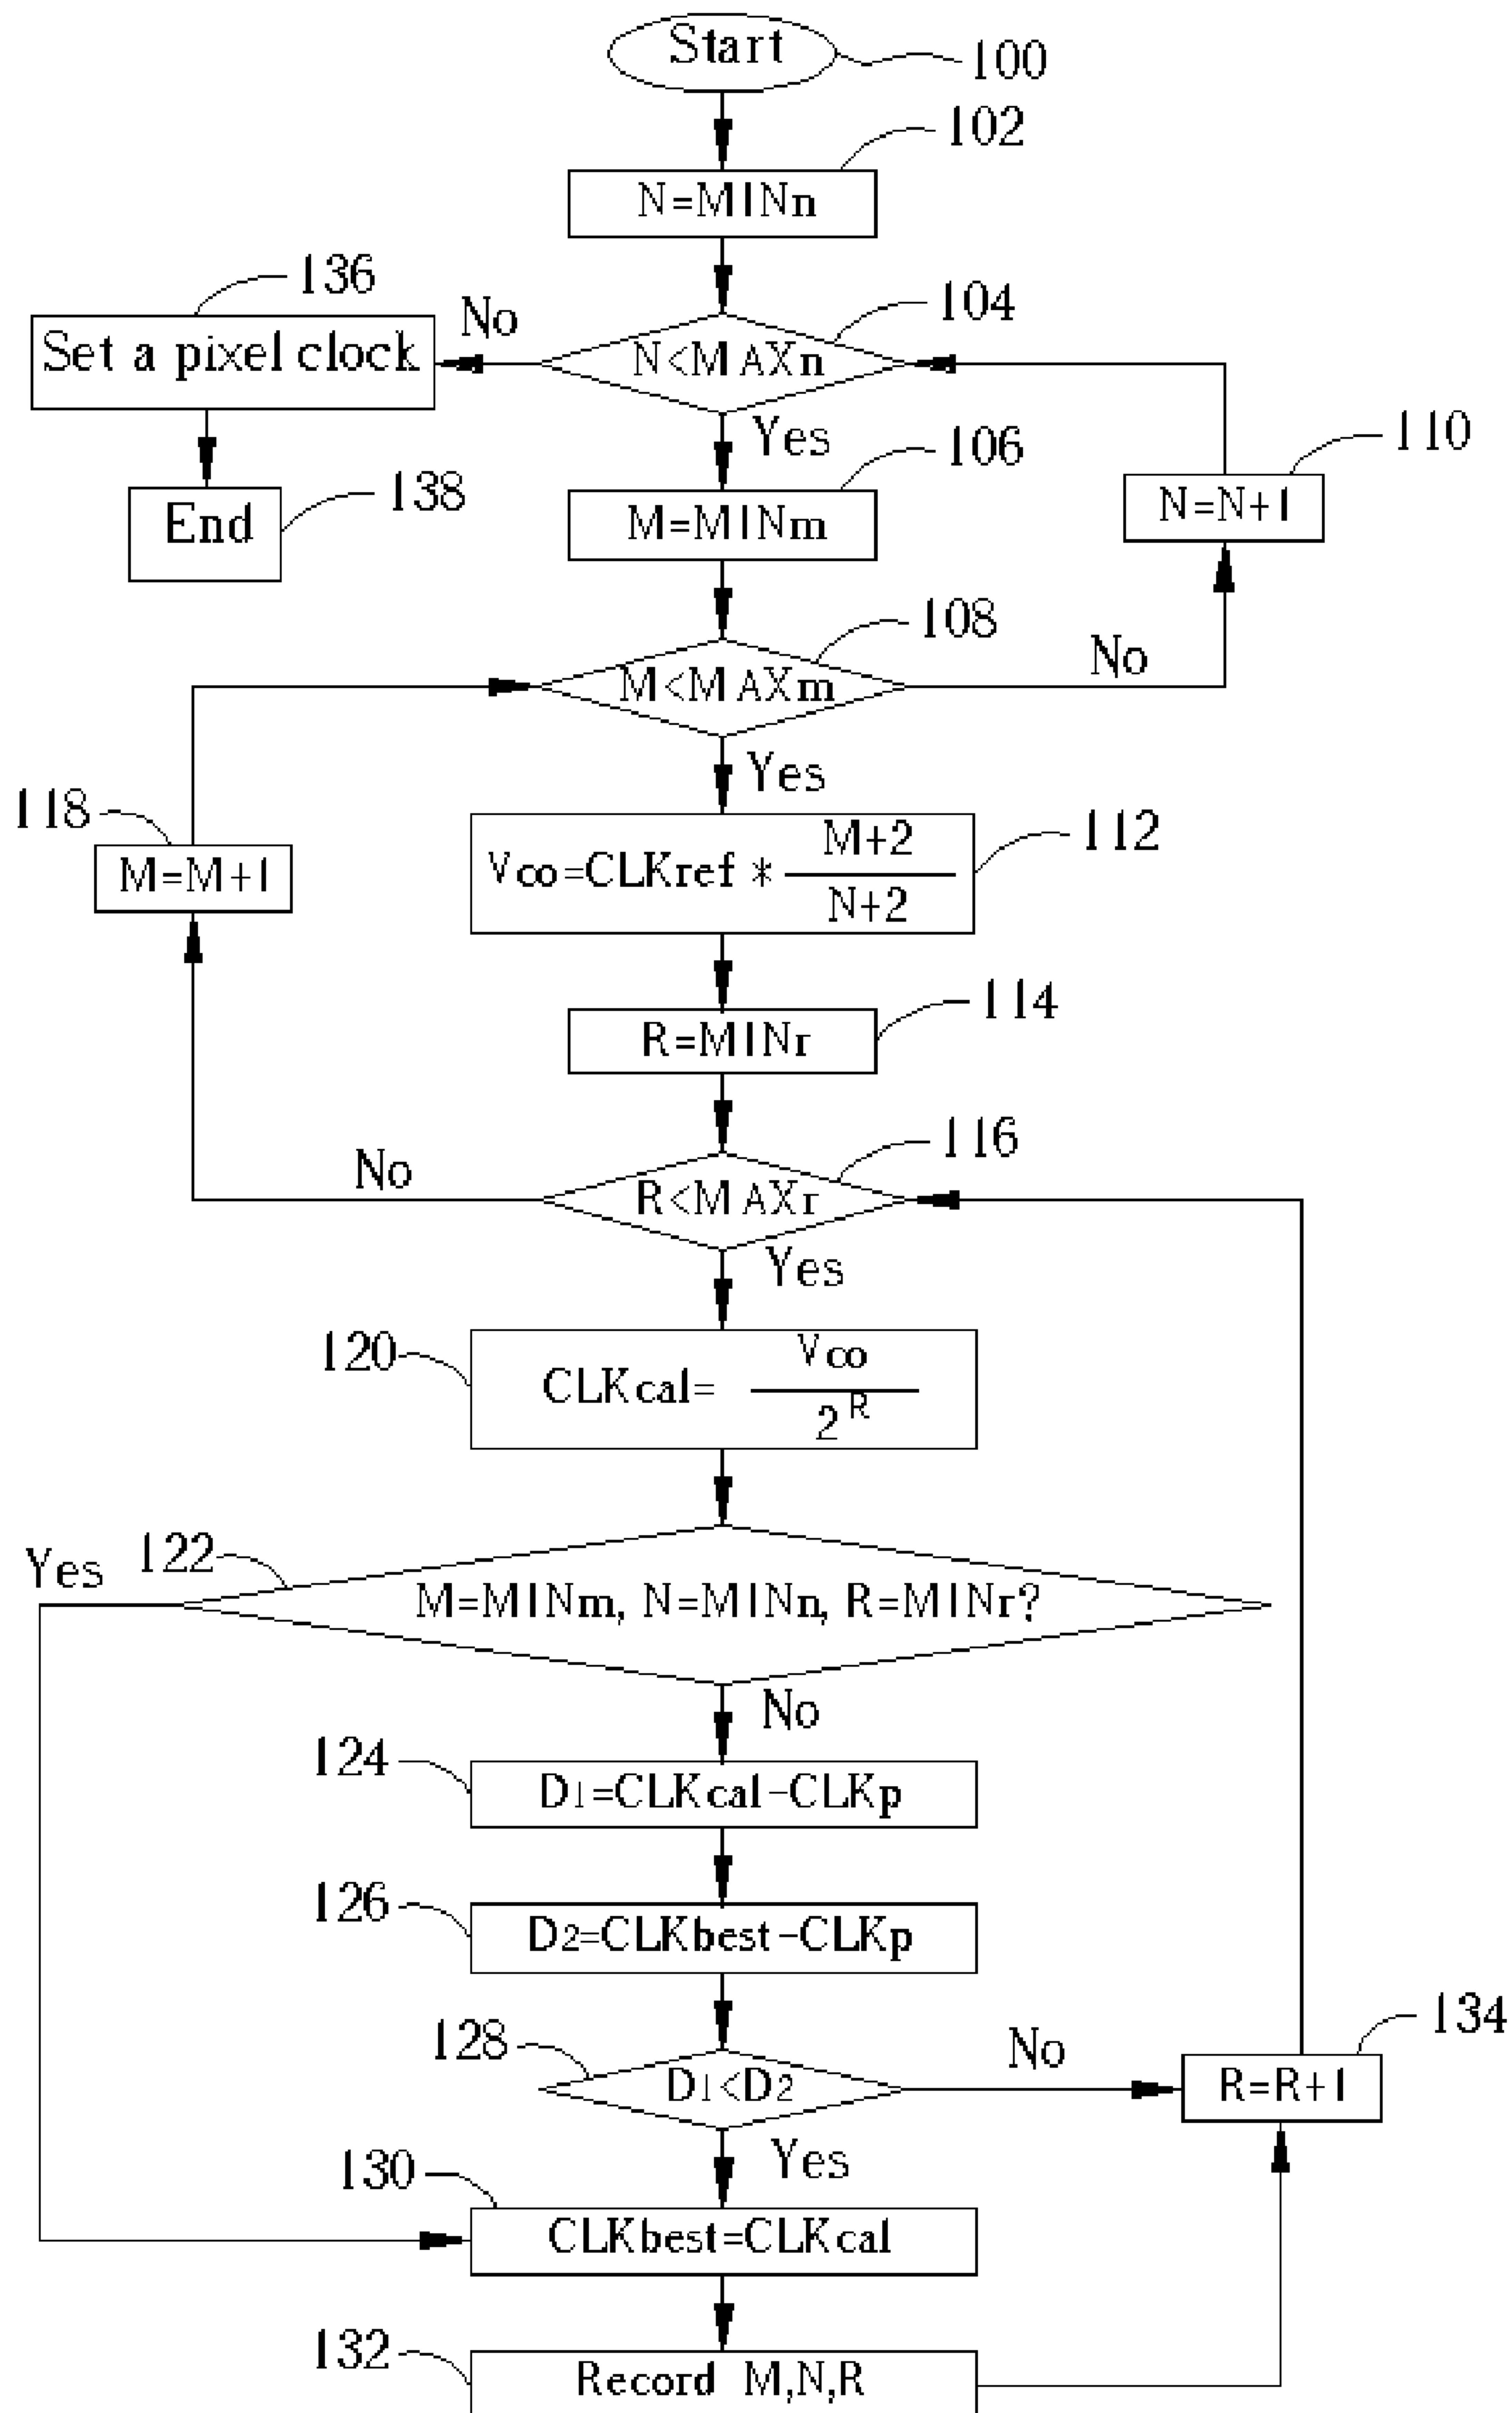 Start
100
102
N=MINn
136
104
No
Set a pixel clock
N<MAXn
Yes
106
110
138
End
M=MINm
N=N+1
108
No
M<MAXm
Yes
118
112
M=M+1
Vco=CLKref * M+2 / N+2
114
R=MINr
116
No
R<MAXr
Yes
120
CLKcal= Vco / 2^R
Yes
122
M=MINm, N=MINn, R=MINr?
No
124
D1=CLKcal-CLKp
126
D2=CLKbest-CLKp
134
128
No
D1<D2
R=R+1
Yes
130
CLKbest=CLKcal
132
Record M,N,R